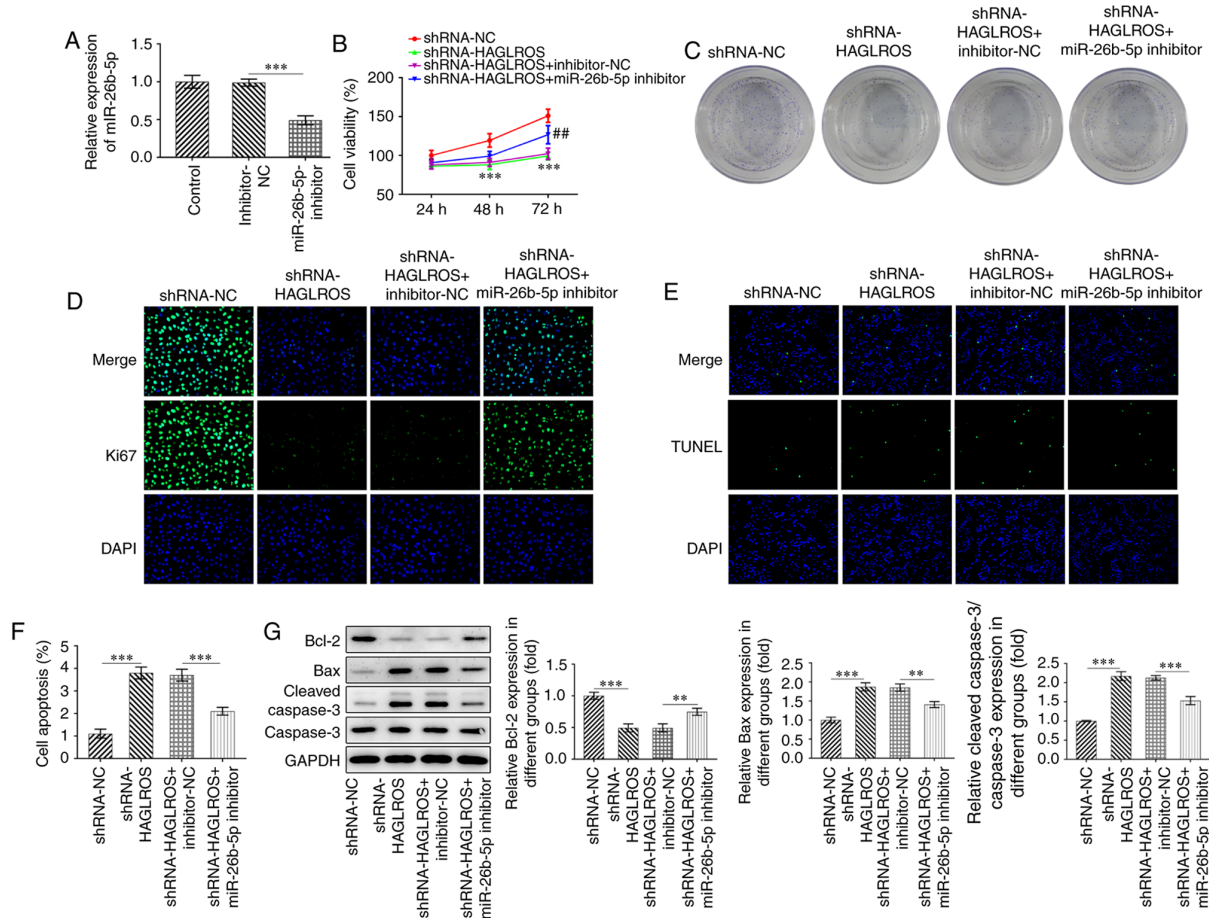 A
Relative expression
of miR-26b-5p
1.5
1.0
0.5
0.0
***
Control
Inhibitor-
NC
miR-26b-5p-
inhibitor
B
shRNA-NC
shRNA-HAGLROS
shRNA-HAGLROS+inhibitor-NC
shRNA-HAGLROS+miR-26b-5p inhibitor
Cell viability (%)
200
150
100
50
##
***
***
24 h
48 h
72 h
C
shRNA-NC
shRNA-
HAGLROS
shRNA-
HAGLROS+
inhibitor-NC
shRNA-
HAGLROS+
miR-26b-5p inhibitor
D
shRNA-NC
shRNA-
HAGLROS
shRNA-
HAGLROS+
inhibitor-NC
shRNA-
HAGLROS+
miR-26b-5p inhibitor
Merge
Ki67
DAPI
E
shRNA-NC
shRNA-
HAGLROS
shRNA-
HAGLROS+
inhibitor-NC
shRNA-
HAGLROS+
miR-26b-5p inhibitor
Merge
TUNEL
DAPI
F
Cell apoptosis (%)
5
4
3
2
1
0
***
***
shRNA-NC
shRNA-
HAGLROS
shRNA-HAGLROS+
inhibitor-NC
shRNA-HAGLROS+
miR-26b-5p inhibitor
G
Bcl-2
Bax
Cleaved
caspase-3
Caspase-3
GAPDH
shRNA-NC
shRNA-
HAGLROS
shRNA-HAGLROS+
inhibitor-NC
shRNA-HAGLROS+
miR-26b-5p inhibitor
Relative Bcl-2 expression in
different groups (fold)
1.5
1.0
0.5
0.0
***
**
shRNA-NC
shRNA-
HAGLROS
shRNA-HAGLROS+
inhibitor-NC
shRNA-HAGLROS+
miR-26b-5p inhibitor
Relative Bax expression in
different groups (fold)
2.5
2.0
1.5
1.0
0.5
0.0
***
**
shRNA-NC
shRNA-
HAGLROS
shRNA-HAGLROS+
inhibitor-NC
shRNA-HAGLROS+
miR-26b-5p inhibitor
Relative cleaved caspase-3/
caspase-3 expression in
different groups (fold)
2.5
2.0
1.5
1.0
0.5
0.0
***
***
shRNA-NC
shRNA-
HAGLROS
shRNA-HAGLROS+
inhibitor-NC
shRNA-HAGLROS+
miR-26b-5p inhibitor